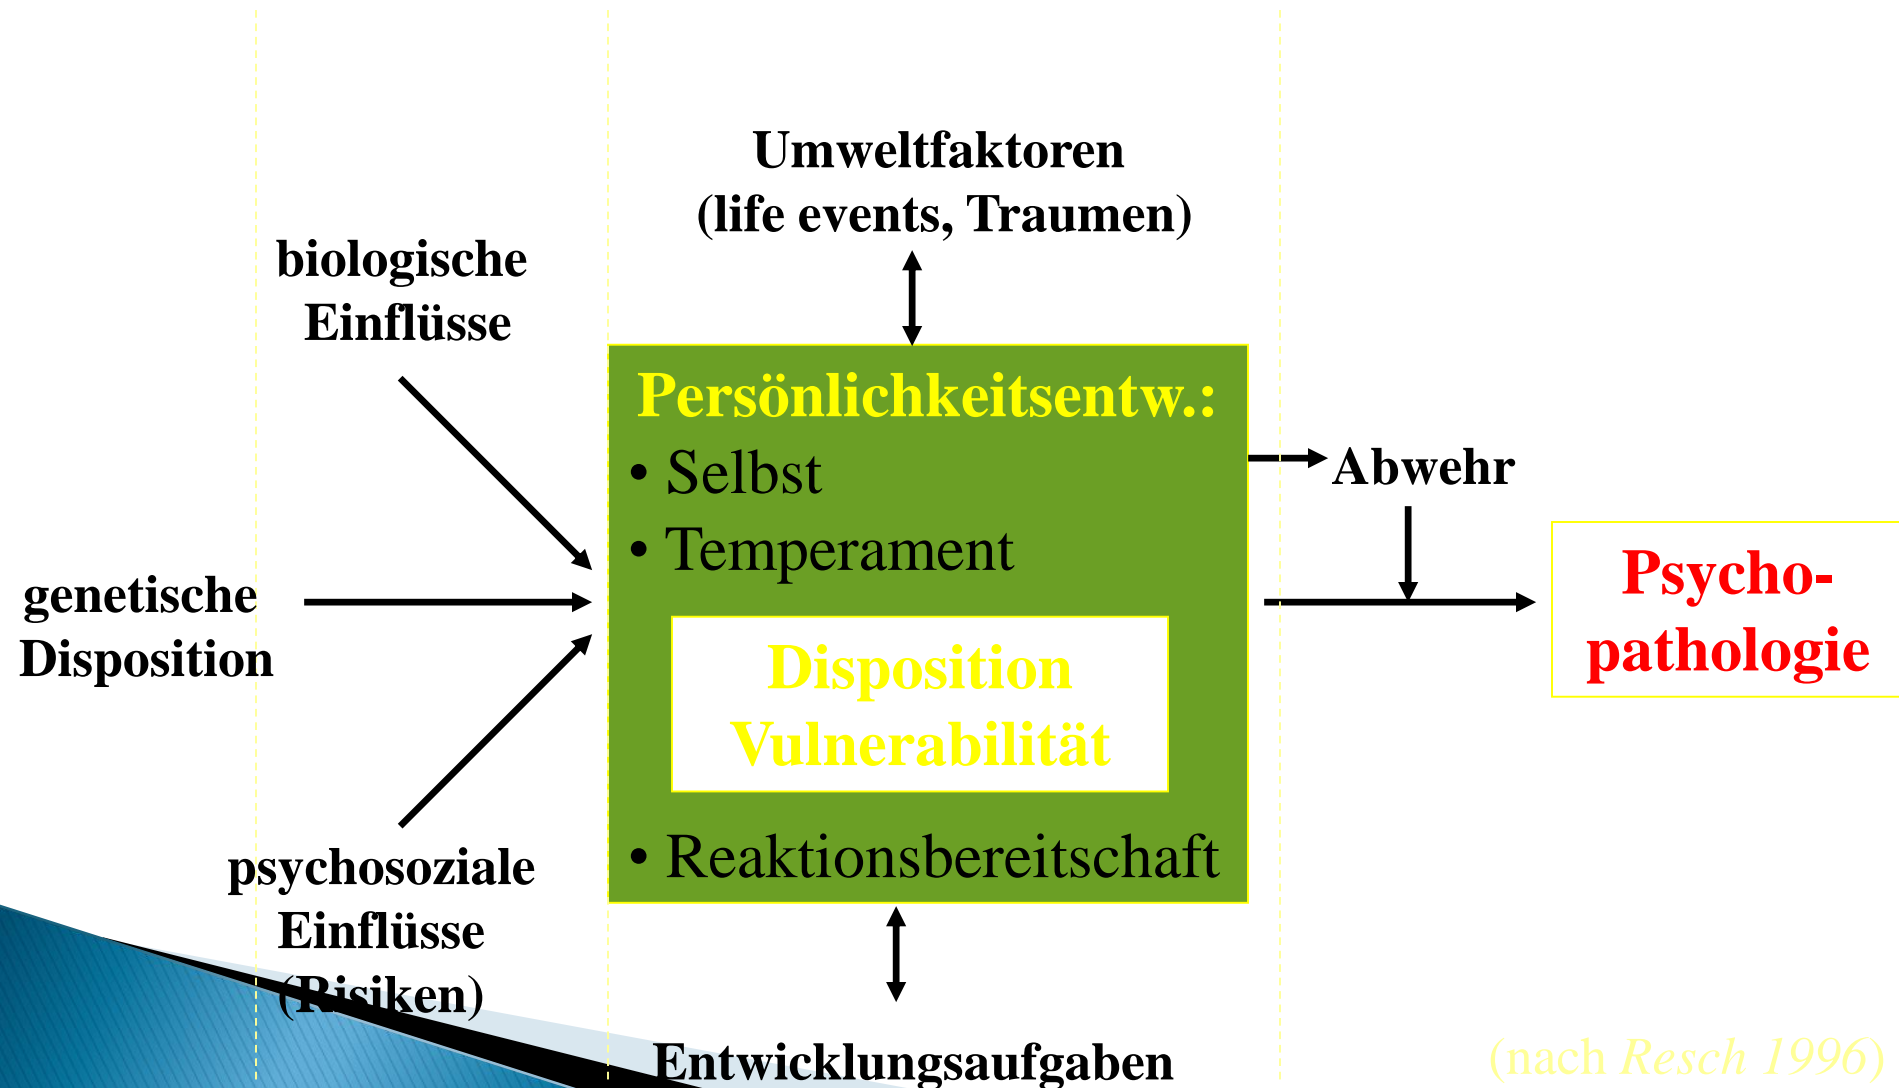 Umweltfaktoren
(life events, Traumen)
biologische
Einflüsse
genetische
Disposition
psychosoziale
Einflüsse
(Risiken)
Persönlichkeitsentw.:
• Selbst
• Temperament
Disposition
Vulnerabilität
• Reaktionsbereitschaft
Entwicklungsaufgaben
Abwehr
Psycho-
pathologie
(nach Resch 1996)